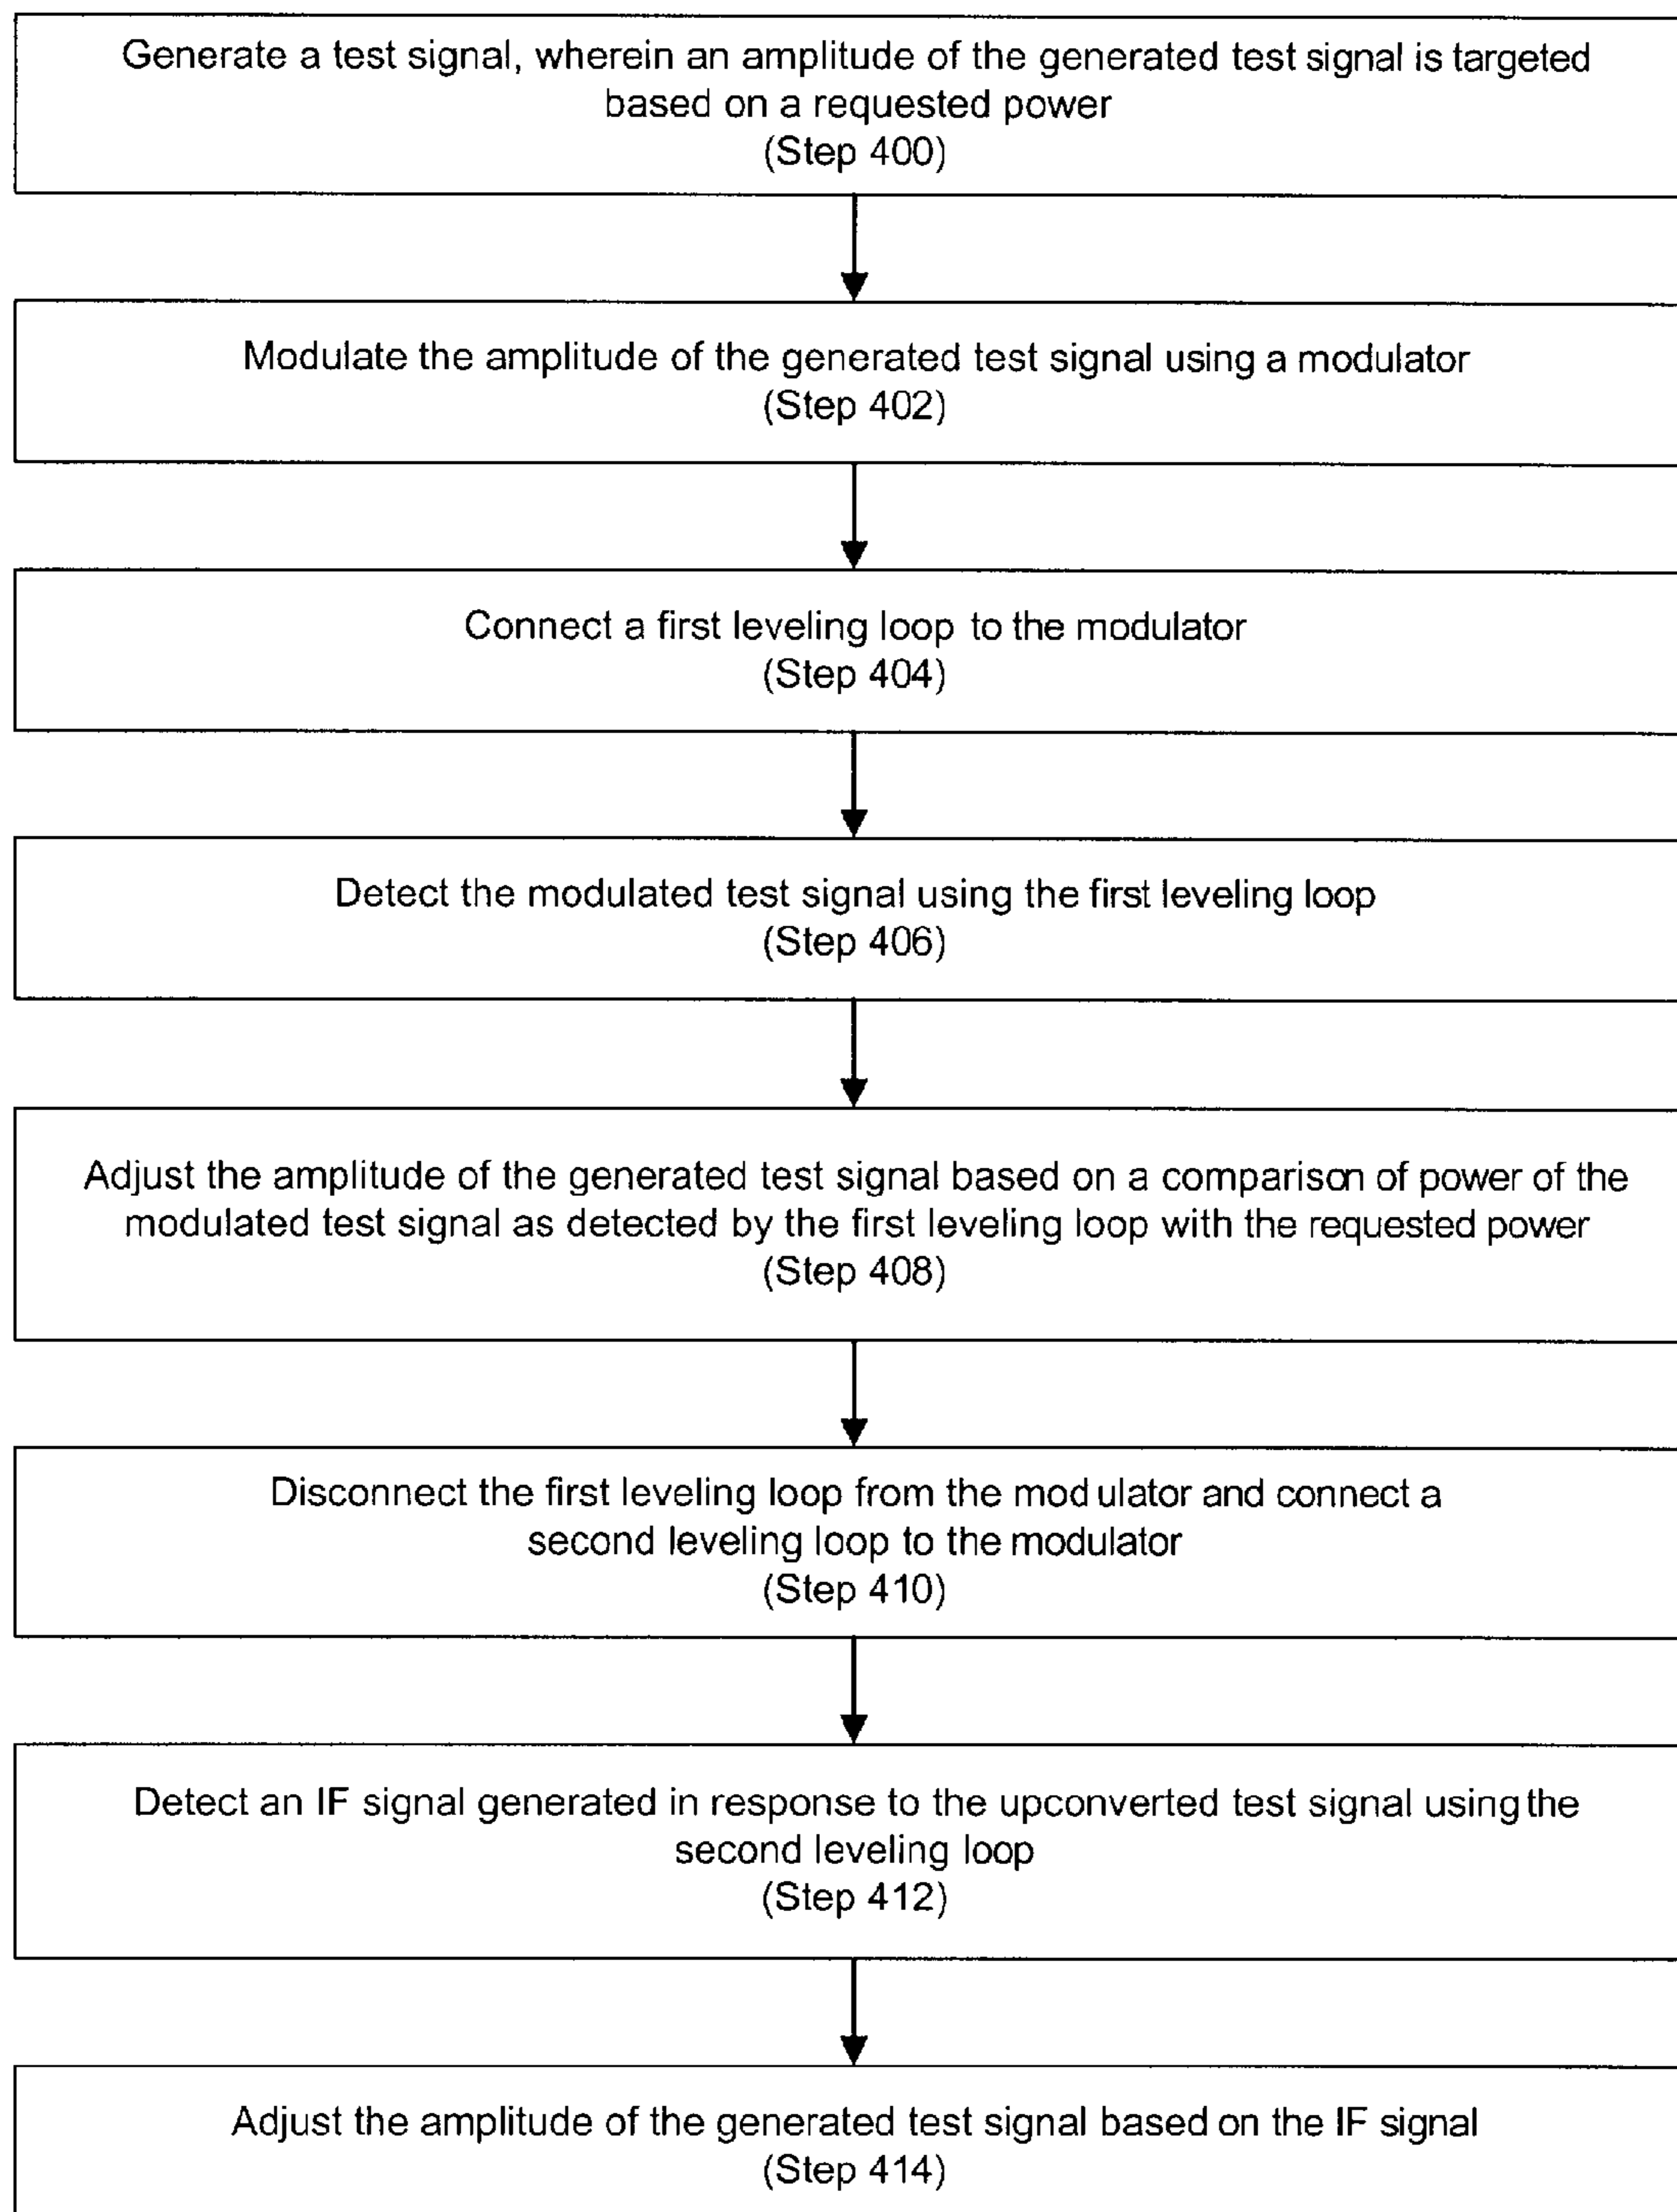 Generate a test signal, wherein an amplitude of the generated test signal is targeted
based on a requested power
(Step 400)
Modulate the amplitude of the generated test signal using a modulator
(Step 402)
Connect a first leveling loop to the modulator
(Step 404)
Detect the modulated test signal using the first leveling loop
(Step 406)
Adjust the amplitude of the generated test signal based on a comparison of power of the
modulated test signal as detected by the first leveling loop with the requested power
(Step 408)
Disconnect the first leveling loop from the modulator and connect a
second leveling loop to the modulator
(Step 410)
Detect an IF signal generated in response to the upconverted test signal using the
second leveling loop
(Step 412)
Adjust the amplitude of the generated test signal based on the IF signal
(Step 414)